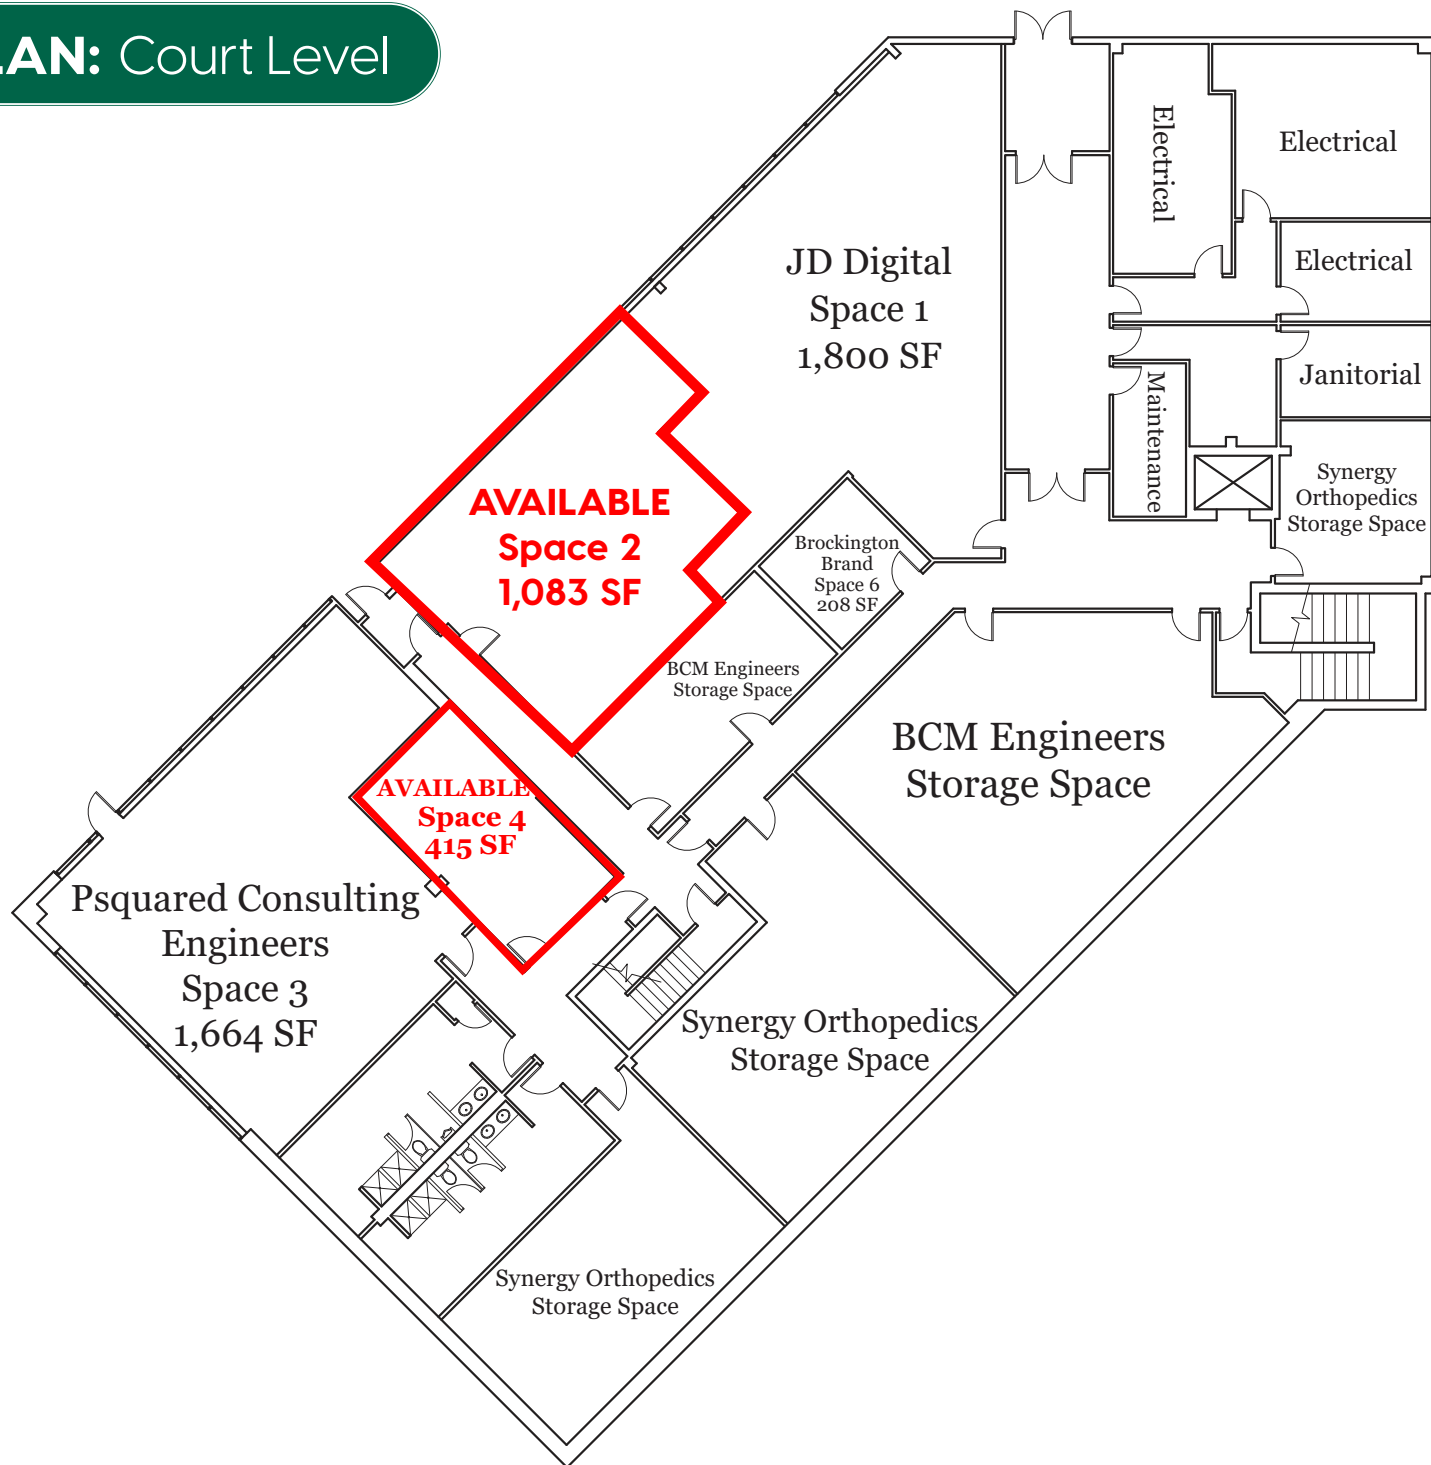 LAN: Court Level
Electrical
Electrical
Electrical
JD Digital
Space 1
1,800 SF
Janitorial
Maintenance
Synergy
Orthopedics
Storage Space
AVAILABLE
Space 2
1,083 SF
Brockington
Brand
Space 6
208 SF
BCM Engineers
Storage Space
BCM Engineers
Storage Space
AVAILABLE
Space 4
415 SF
Psquared Consulting
Engineers
Space 3
1,664 SF
Synergy Orthopedics
Storage Space
Synergy Orthopedics
Storage Space